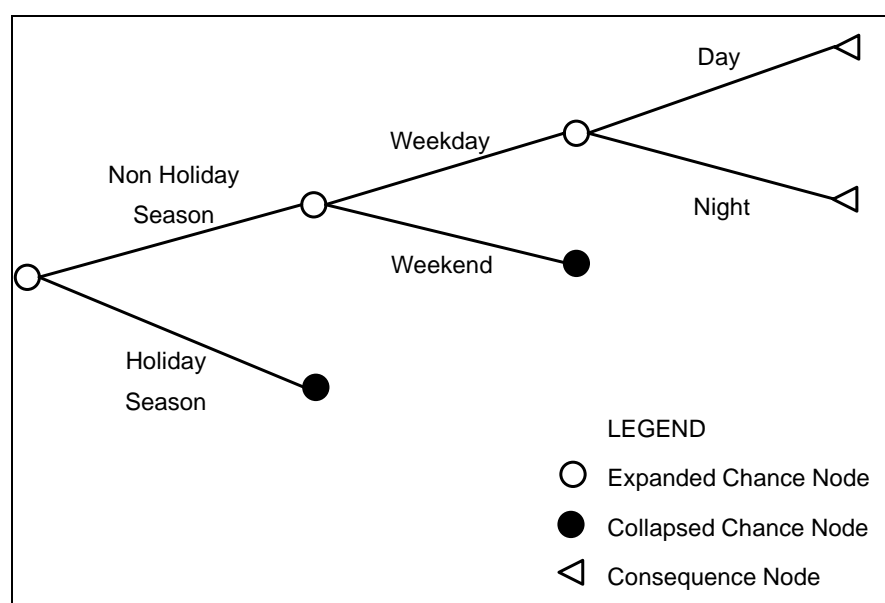 Day
Weekday
Non Holiday
Season
Night
Weekend
Holiday
Season
LEGEND
Expanded Chance Node
Collapsed Chance Node
Consequence Node